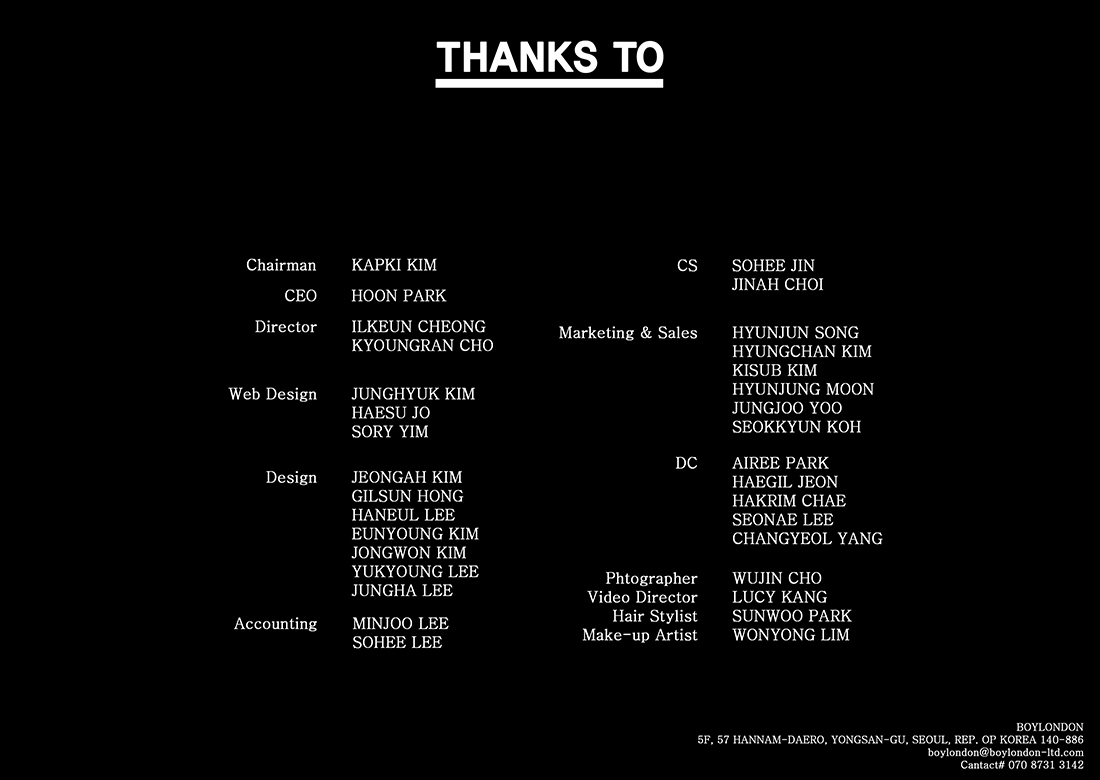 THANKS TO
Chairman KAPKI KIM
CEO HOON PARK
Director ILKEUN CHEONG
KYOUNGRAN CHO
Web Design JUNGHYUK KIM
HAESU JO
SORY YIM
Design JEONGAH KIM
GILSUN HONG
HANEUL LEE
EUNYOUNG KIM
JONGWON KIM
YUKYOUNG LEE
JUNGHA LEE
Accounting MINJOO LEE
SOHEE LEE
CS SOHEE JIN
JINAH CHOI
Marketing & Sales HYUNJUN SONG
HYUNGCHAN KIM
KISUB KIM
HYUNJUNG MOON
JUNGJOO YOO
SEOKKYUN KOH
DC AIREE PARK
HAEGIL JEON
HAKRIM CHAE
SEONAE LEE
CHANGYEOL YANG
Phtographer WUJIN CHO
Video Director LUCY KANG
Hair Stylist SUNWOO PARK
Make-up Artist WONYONG LIM
BOYLONDON
5F, 57 HANNAM-DAERO, YONGSAN-GU, SEOUL, REP. OP KOREA 140-886
boylondon@boylondon-ltd.com
Cantact# 070 8731 3142